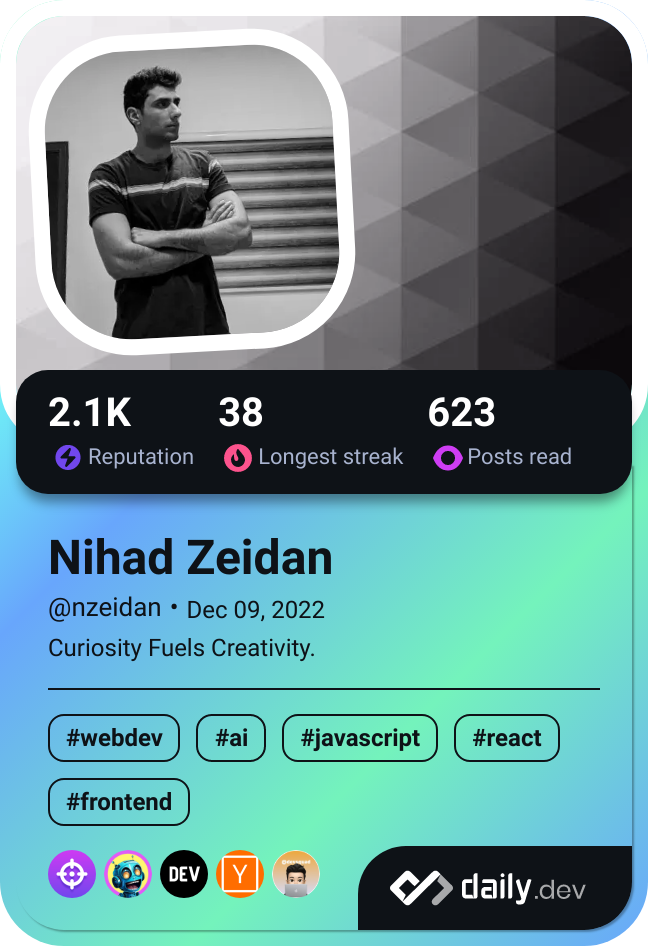 2.1K 38 623
Reputation Longest streak Posts read
Nihad Zeidan
@nzeidan • Dec 09, 2022
Curiosity Fuels Creativity.
#webdev #ai #javascript #react
#frontend
DEV Y
daily.dev